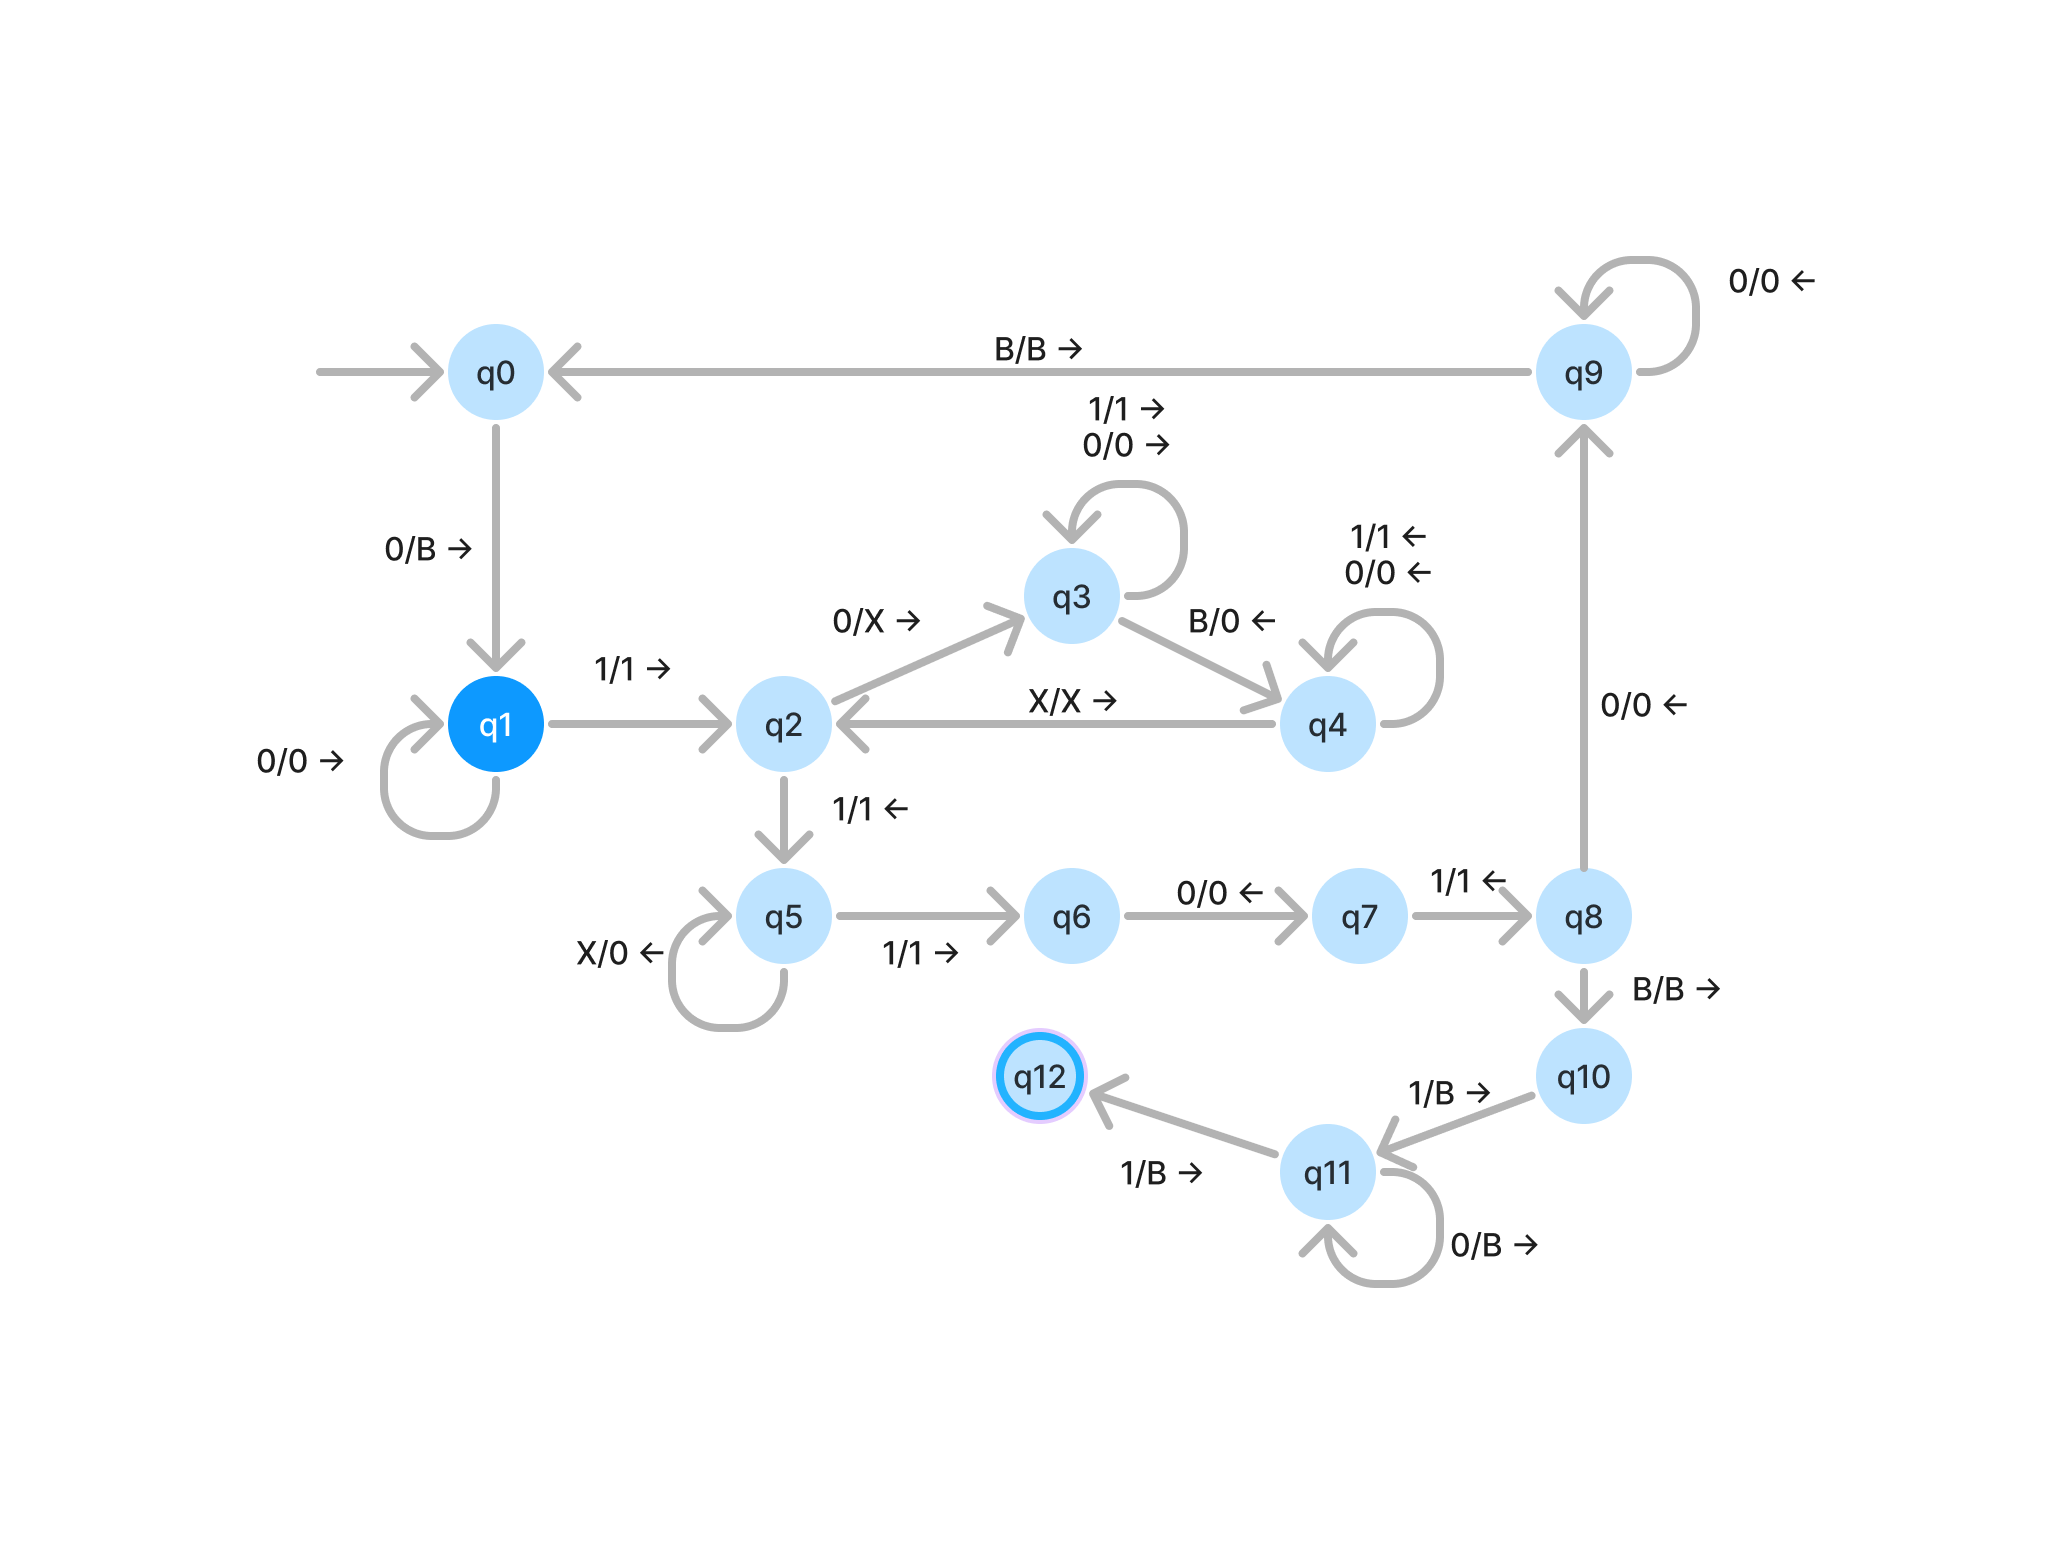 0/0 ←
B/B →
q0
q9
1/1 →
0/0 →
0/B →
1/1 ←
0/0 ←
q3
0/X →
B/0 ←
1/1 →
X/X →
0/0 ←
q1
q2
q4
0/0 →
1/1 ←
1/1 ←
0/0 ←
q5
q6
q7
q8
X/0 ←
1/1 →
B/B →
q12
q10
1/B →
1/B →
q11
0/B →